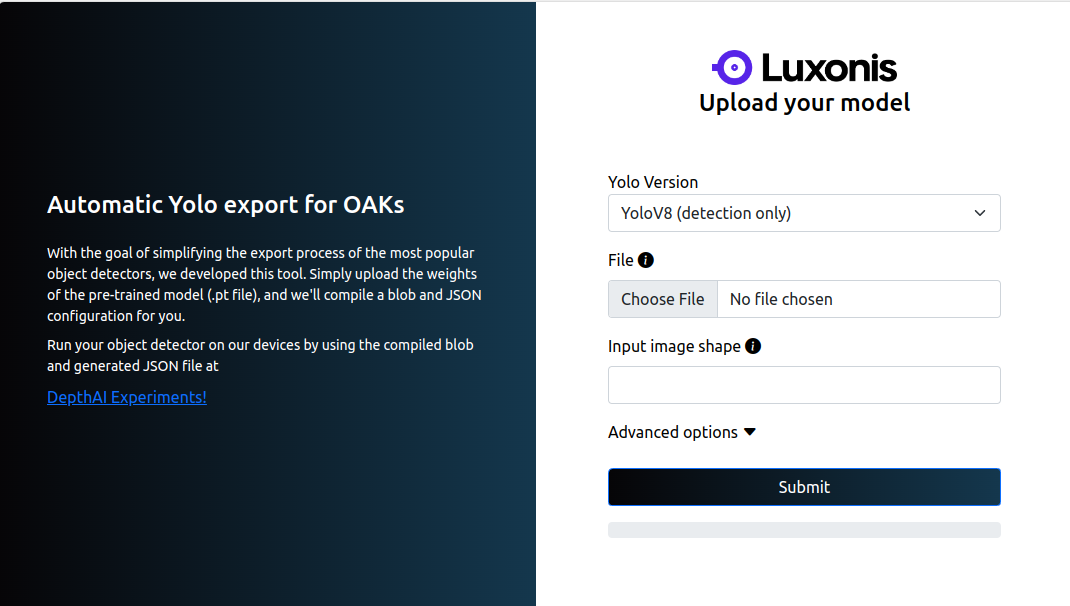 Automatic Yolo export for OAKs
With the goal of simplifying the export process of the most popular
object detectors, we developed this tool. Simply upload the weights
of the pre-trained model (.pt file), and we'll compile a blob and JSON
configuration for you.
Run your object detector on our devices by using the compiled blob
and generated JSON file at
DepthAI Experiments!
Luxonis
Upload your model
Yolo Version
YoloV8 (detection only)
File i
Choose File No file chosen
Input image shape i
Advanced options
Submit